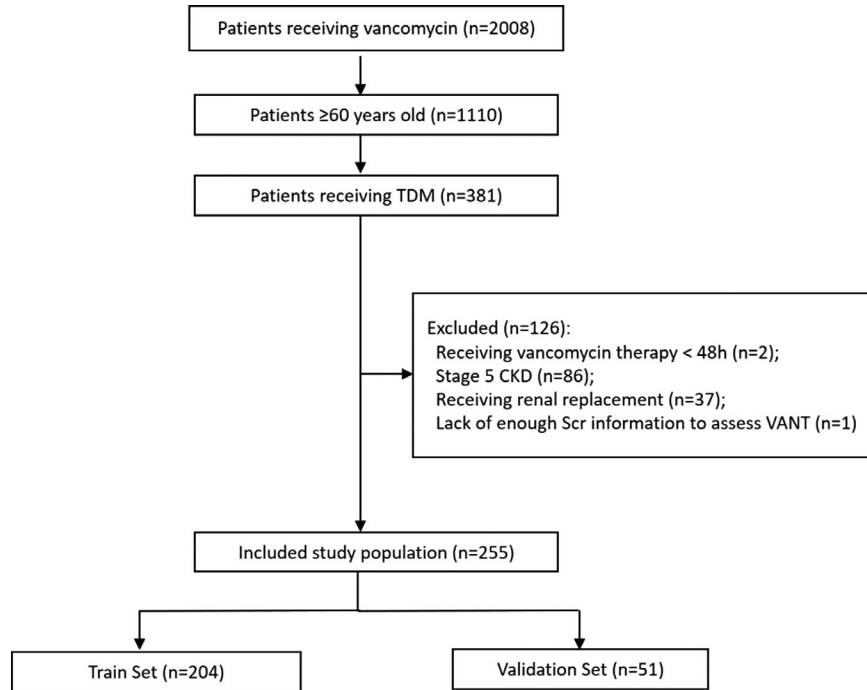 Patients receiving vancomycin (n=2008)
Patients ≥60 years old (n=1110)
Patients receiving TDM (n=381)
Excluded (n=126):
Receiving vancomycin therapy < 48h (n=2);
Stage 5 CKD (n=86);
Receiving renal replacement (n=37);
Lack of enough Scr information to assess VANT (n=1)
Included study population (n=255)
Train Set (n=204)
Validation Set (n=51)